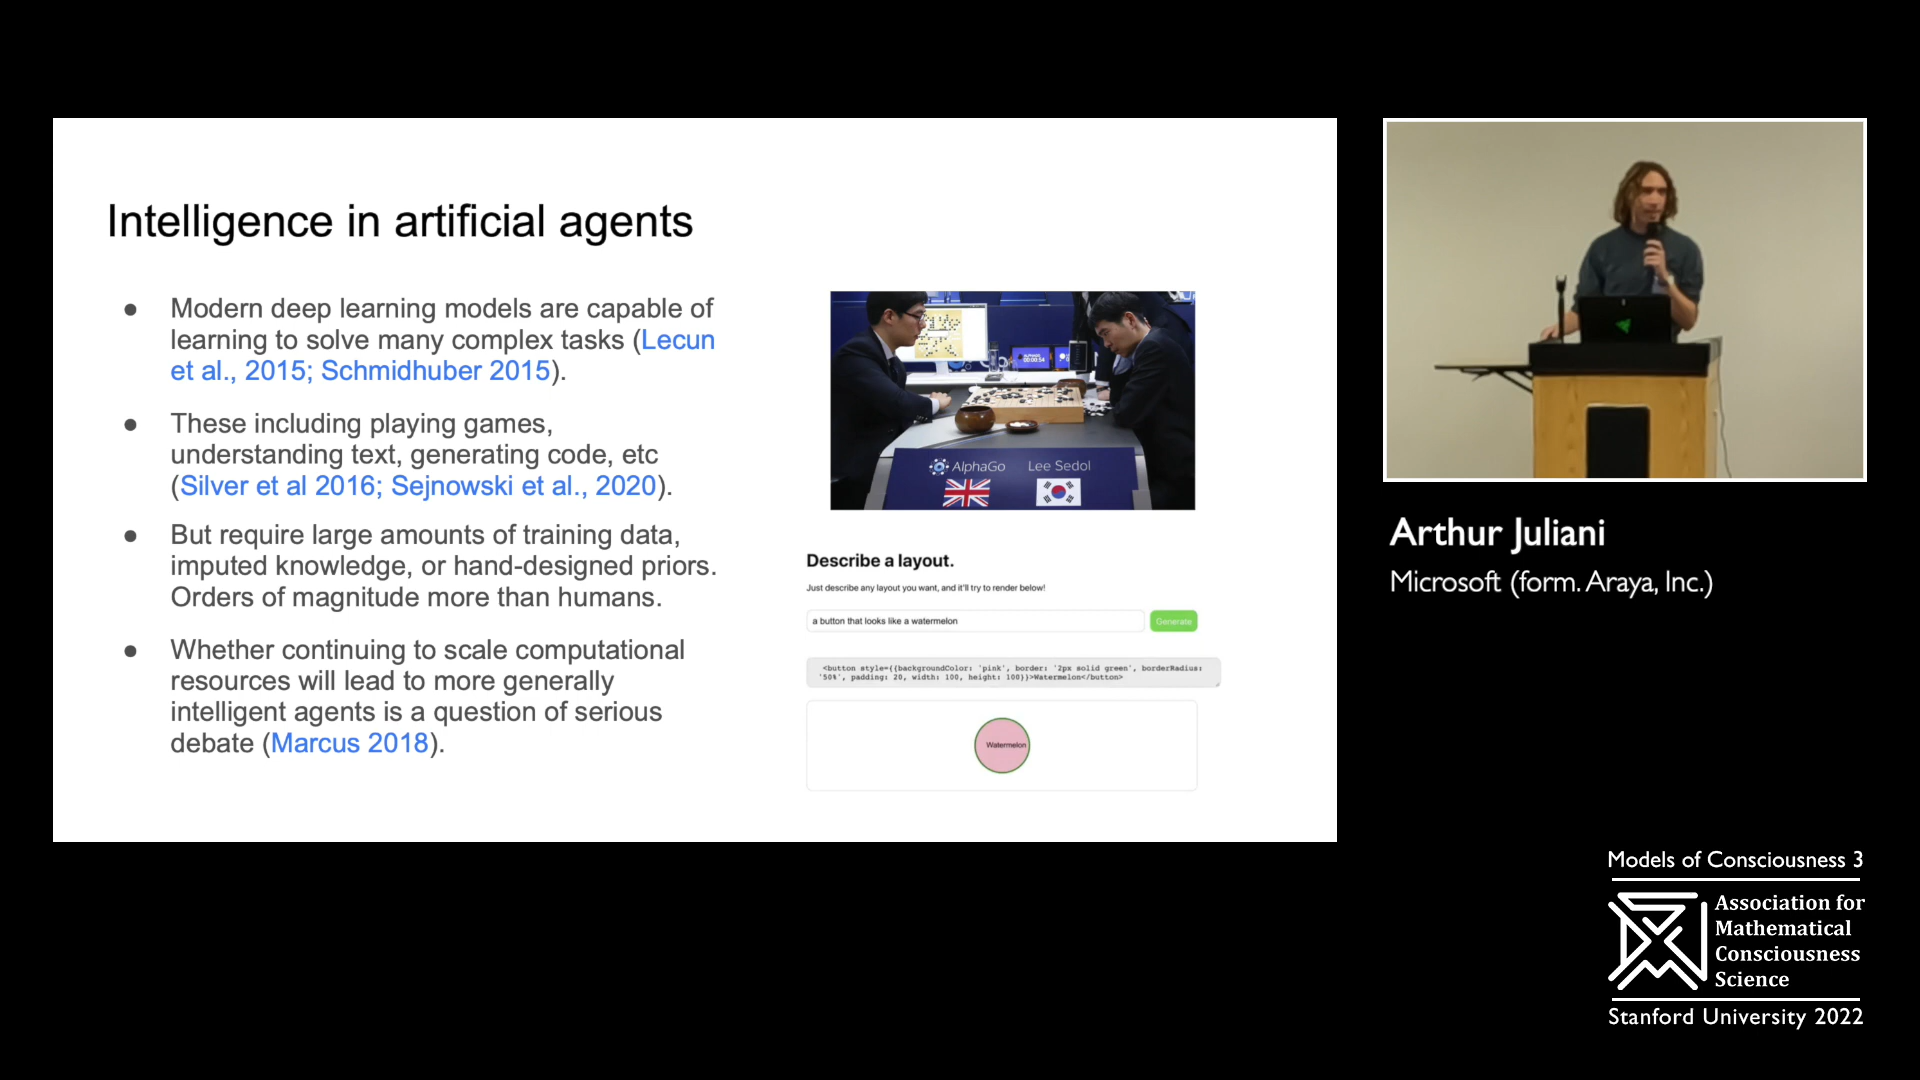 Intelligence in artificial agents
● Modern deep learning models are capable of
learning to solve many complex tasks (Lecun
et al., 2015; Schmidhuber 2015).
● These including playing games,
understanding text, generating code, etc
(Silver et al 2016; Sejnowski et al., 2020).
● But require large amounts of training data,
imputed knowledge, or hand-designed priors.
Orders of magnitude more than humans.
● Whether continuing to scale computational
resources will lead to more generally
intelligent agents is a question of serious
debate (Marcus 2018).
AlphaGo Lee Sedol
Describe a layout.
Just describe any layout you want, and it'll try to render below!
a button that looks like a watermelon Generate
<button style={{backgroundColor: 'pink', border: '2px solid green', borderRadius:
'50%', padding: 20, width: 100, height: 100}}>Watermelon</button>
Watermelon
Arthur Juliani
Microsoft (form. Araya, Inc.)
Models of Consciousness 3
Association for
Mathematical
Consciousness
Science
Stanford University 2022